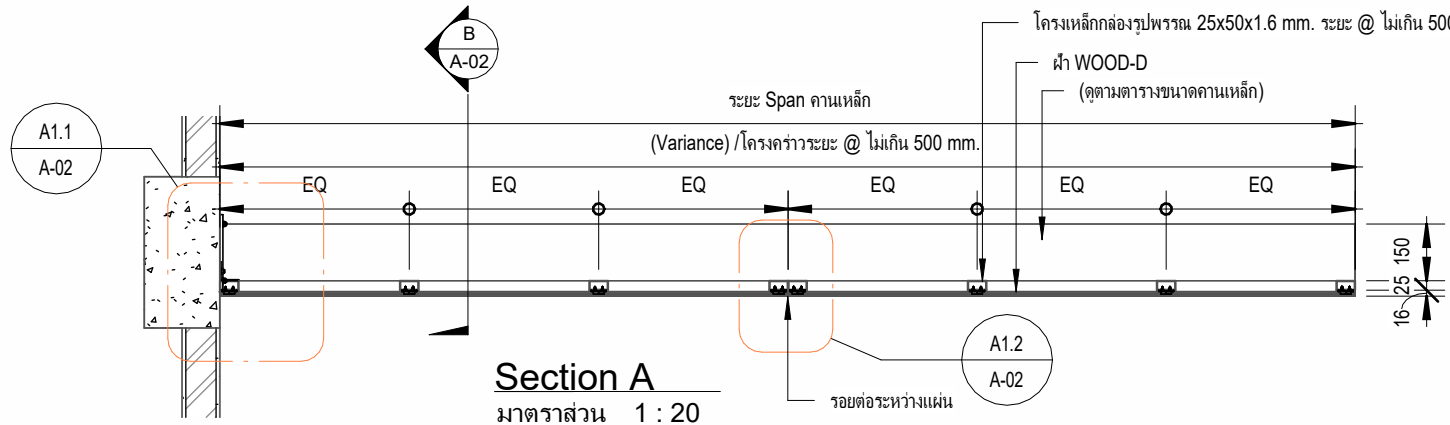 โครงเหล็กกล่องรูปพรรณ 25x50x1.6 mm. ระยะ @ ไม่เกิน 500
B
A-02
ฝ้า WOOD-D
(ดูตามตารางขนาดคานเหล็ก)
ระยะ Span คานเหล็ก
A1.1
A-02
(Variance) /โครงคร่าวระยะ @ ไม่เกิน 500 mm.
EQ EQ EQ EQ EQ EQ
150
25
16
A1.2
A-02
Section A
มาตราส่วน 1 : 20
รอยต่อระหว่างแผ่น